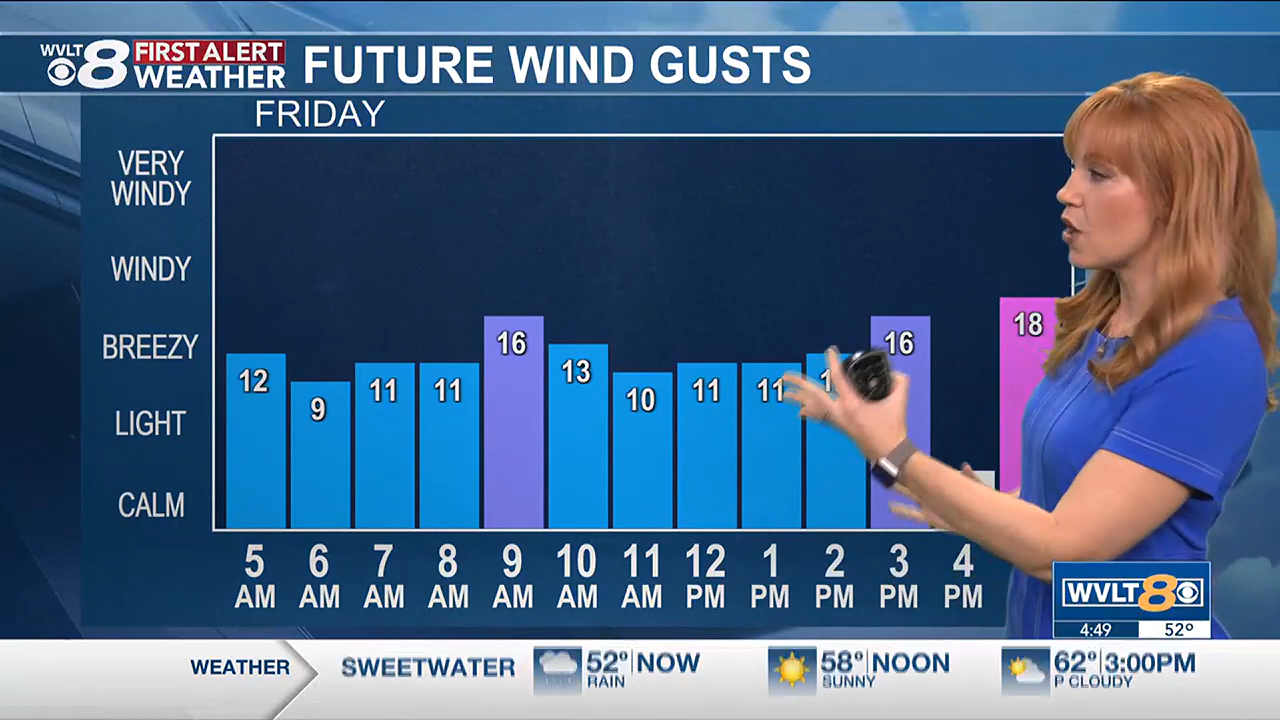 WVLT 8 FIRST ALERT WEATHER
FUTURE WIND GUSTS
FRIDAY
VERY WINDY
WINDY
BREEZY
LIGHT
CALM
12 9 11 11 16 13 10 11 11 16 18
5 AM 6 AM 7 AM 8 AM 9 AM 10 AM 11 AM 12 PM 1 PM 2 PM 3 PM 4 PM
WVLT 8
4:49 52°
WEATHER SWEETWATER 52° NOW RAIN 58° NOON SUNNY 62° 3:00PM P CLOUDY